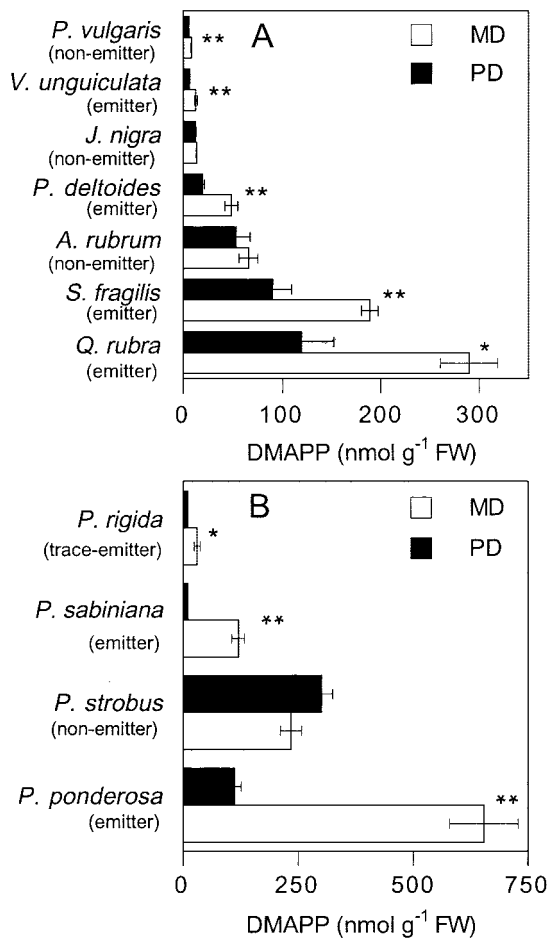 A
MD
PD
P. vulgaris
(non-emitter)
**
V. unguiculata
(emitter)
**
J. nigra
(non-emitter)
P. deltoides
(emitter)
**
A. rubrum
(non-emitter)
S. fragilis
(emitter)
**
Q. rubra
(emitter)
*
0 100 200 300
DMAPP (nmol g⁻¹ FW)
B
MD
PD
P. rigida
(trace-emitter)
*
P. sabiniana
(emitter)
**
P. strobus
(non-emitter)
P. ponderosa
(emitter)
**
0 250 500 750
DMAPP (nmol g⁻¹ FW)